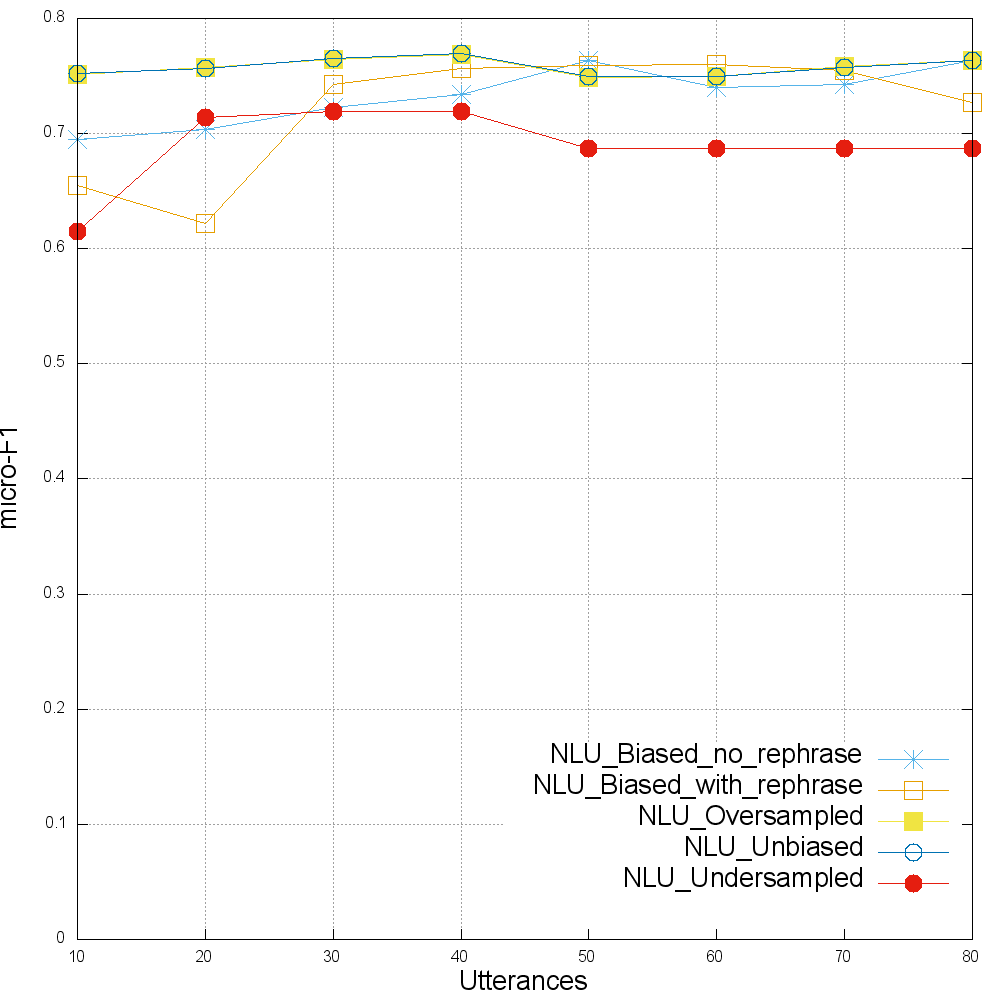 0.8
0.7
0.6
0.5
0.4
0.3
0.2
0.1
0
micro-F1
NLU_Biased_no_rephrase
NLU_Biased_with_rephrase
NLU_Oversampled
NLU_Unbiased
NLU_Undersampled
10 20 30 40 50 60 70 80
Utterances